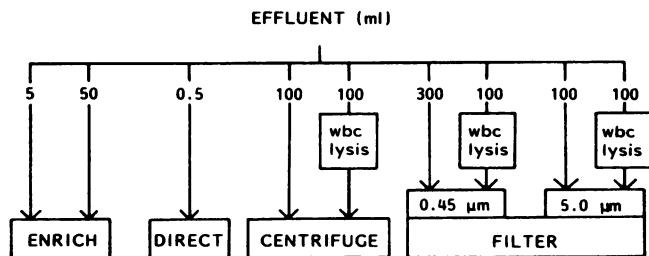 EFFLUENT (ml)
5 50 0.5 100 100 300 100 100 100
wbc lysis wbc lysis wbc lysis
0.45 µm 5.0 µm
ENRICH DIRECT CENTRIFUGE FILTER